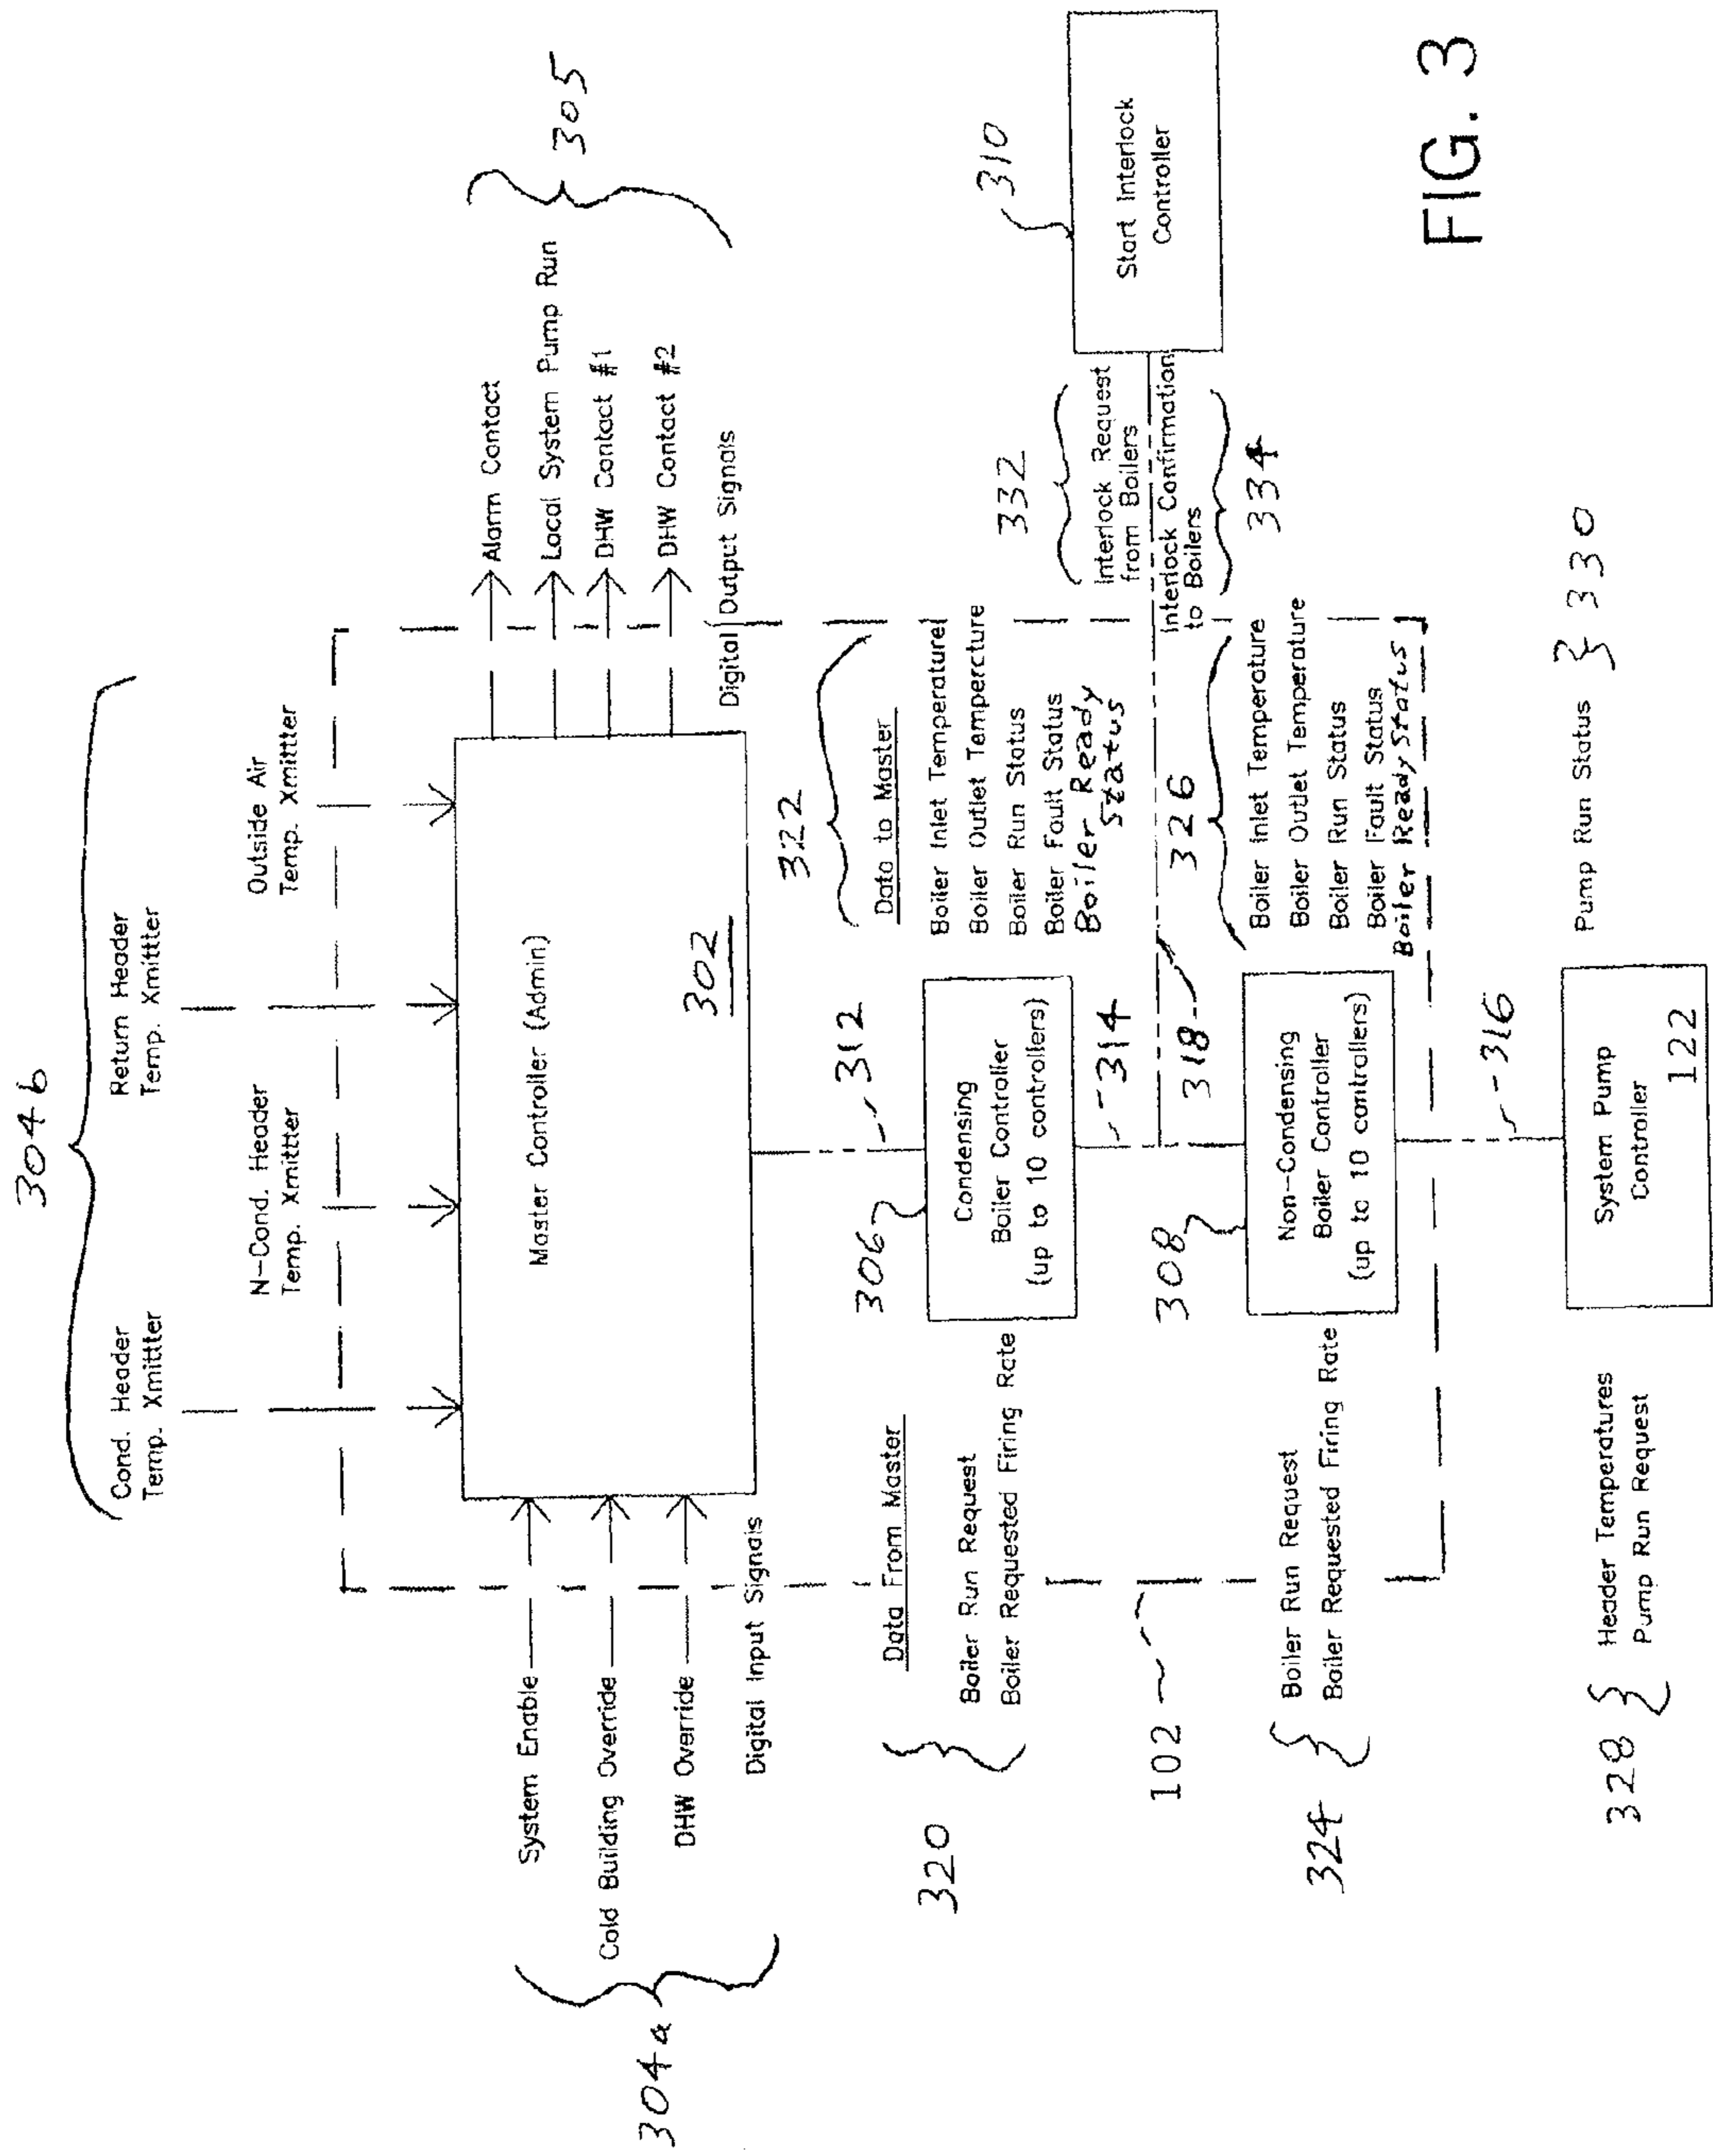 304b
Cond. Header
Temp. Xmittter
N-Cond. Header
Temp. Xmittter
Return Header
Temp. Xmittter
Outside Air
Temp. Xmittter
304a
System Enable
Cold Building Override
DHW Override
Digital Input Signals
Master Controller (Admin)
302
Alarm Contact
Local System Pump Run
DHW Contact #1
DHW Contact #2
Digital Output Signals
305
320
Data From Master
Boiler Run Request
Boiler Requested Firing Rate
306
312
Condensing
Boiler Controller
(up to 10 controllers)
322
Data to Master
Boiler Inlet Temperature
Boiler Outlet Temperature
Boiler Run Status
Boiler Fault Status
Boiler Ready
Status
314
318
332
Interlock Request
from Boilers
Interlock Confirmation
to Boilers
334
310
Start Interlock
Controller
102
324
Boiler Run Request
Boiler Requested Firing Rate
308
Non-Condensing
Boiler Controller
(up to 10 controllers)
326
Boiler Inlet Temperature
Boiler Outlet Temperature
Boiler Run Status
Boiler Fault Status
Boiler Ready Status
316
328
Header Temperatures
Pump Run Request
System Pump
Controller
122
Pump Run Status
330
FIG. 3